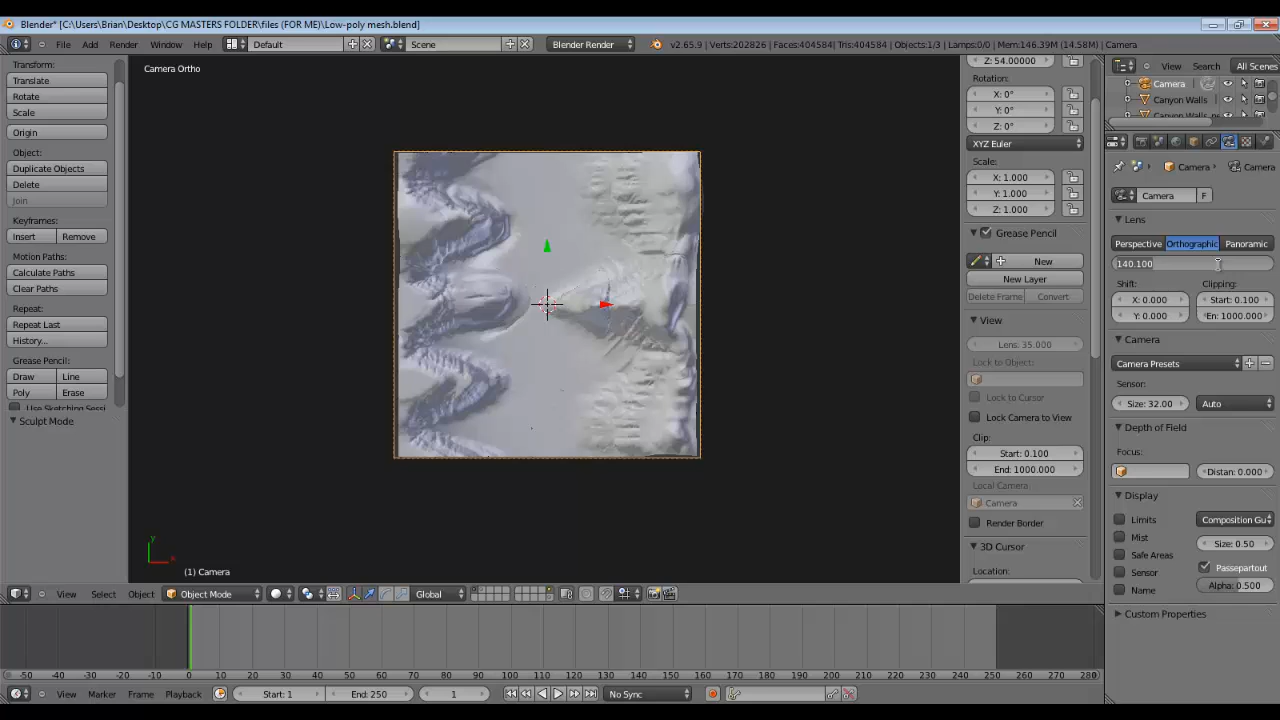 Blender* [C:\Users\Brian\Desktop\CG MASTERS FOLDER\files (FOR ME)\Low-poly mesh.blend]
File Add Render Window Help Default Scene Blender Render v2.65.9 | Verts:202826 | Faces:404584| Tris:404584 | Objects:1/3 | Lamps:0/0 | Mem:146.39M (14.58M) | Camera
View Search All Scenes
Transform:
Translate
Rotate
Scale
Origin
Object:
Duplicate Objects
Delete
Join
Keyframes:
Insert Remove
Motion Paths:
Calculate Paths
Clear Paths
Repeat:
Repeat Last
History...
Grease Pencil:
Draw Line
Poly Erase
Use Sketching Sessi
Sculpt Mode
Camera Ortho
y
x
(1) Camera
Z: 54.00000
Rotation:
X: 0°
Y: 0°
Z: 0°
XYZ Euler
Scale:
X: 1.000
Y: 1.000
Z: 1.000
Grease Pencil
New
New Layer
Delete Frame Convert
View
Lens: 35.000
Lock to Object:
Lock to Cursor
Lock Camera to View
Clip:
Start: 0.100
End: 1000.000
Local Camera:
Camera
Render Border
3D Cursor
Location:
Camera
Canyon Walls
Camera Camera
Camera F
Lens
Perspective Orthographic Panoramic
140.100
Shift: Clipping:
X: 0.000 Start: 0.100
Y: 0.000 En: 1000.000
Camera
Camera Presets
Sensor:
Size: 32.00 Auto
Depth of Field
Focus:
Distan: 0.000
Display
Limits Composition Gu
Mist Size: 0.50
Safe Areas
Sensor Passepartout
Name Alpha: 0.500
Custom Properties
View Select Object Object Mode Global
-50 -40 -30 -20 -10 0 10 20 30 40 50 60 70 80 90 100 110 120 130 140 150 160 170 180 190 200 210 220 230 240 250 260 270 280
View Marker Frame Playback Start: 1 End: 250 1 No Sync